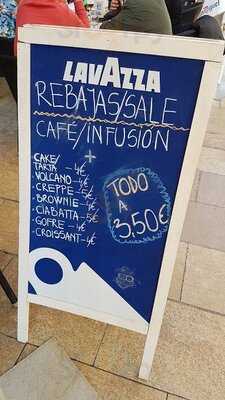 LAVAZZA
REBAJAS/SALE
CAFÉ/INFUSIÓN
+
CAKE/
TARTA -4€
-VOLCANO -4€
-CREPPE -4€
-BROWNIE-4€
-CIABATTA-5€
-GOFRE -4€
-CROISSANT-4€
TODO
A
3,50€